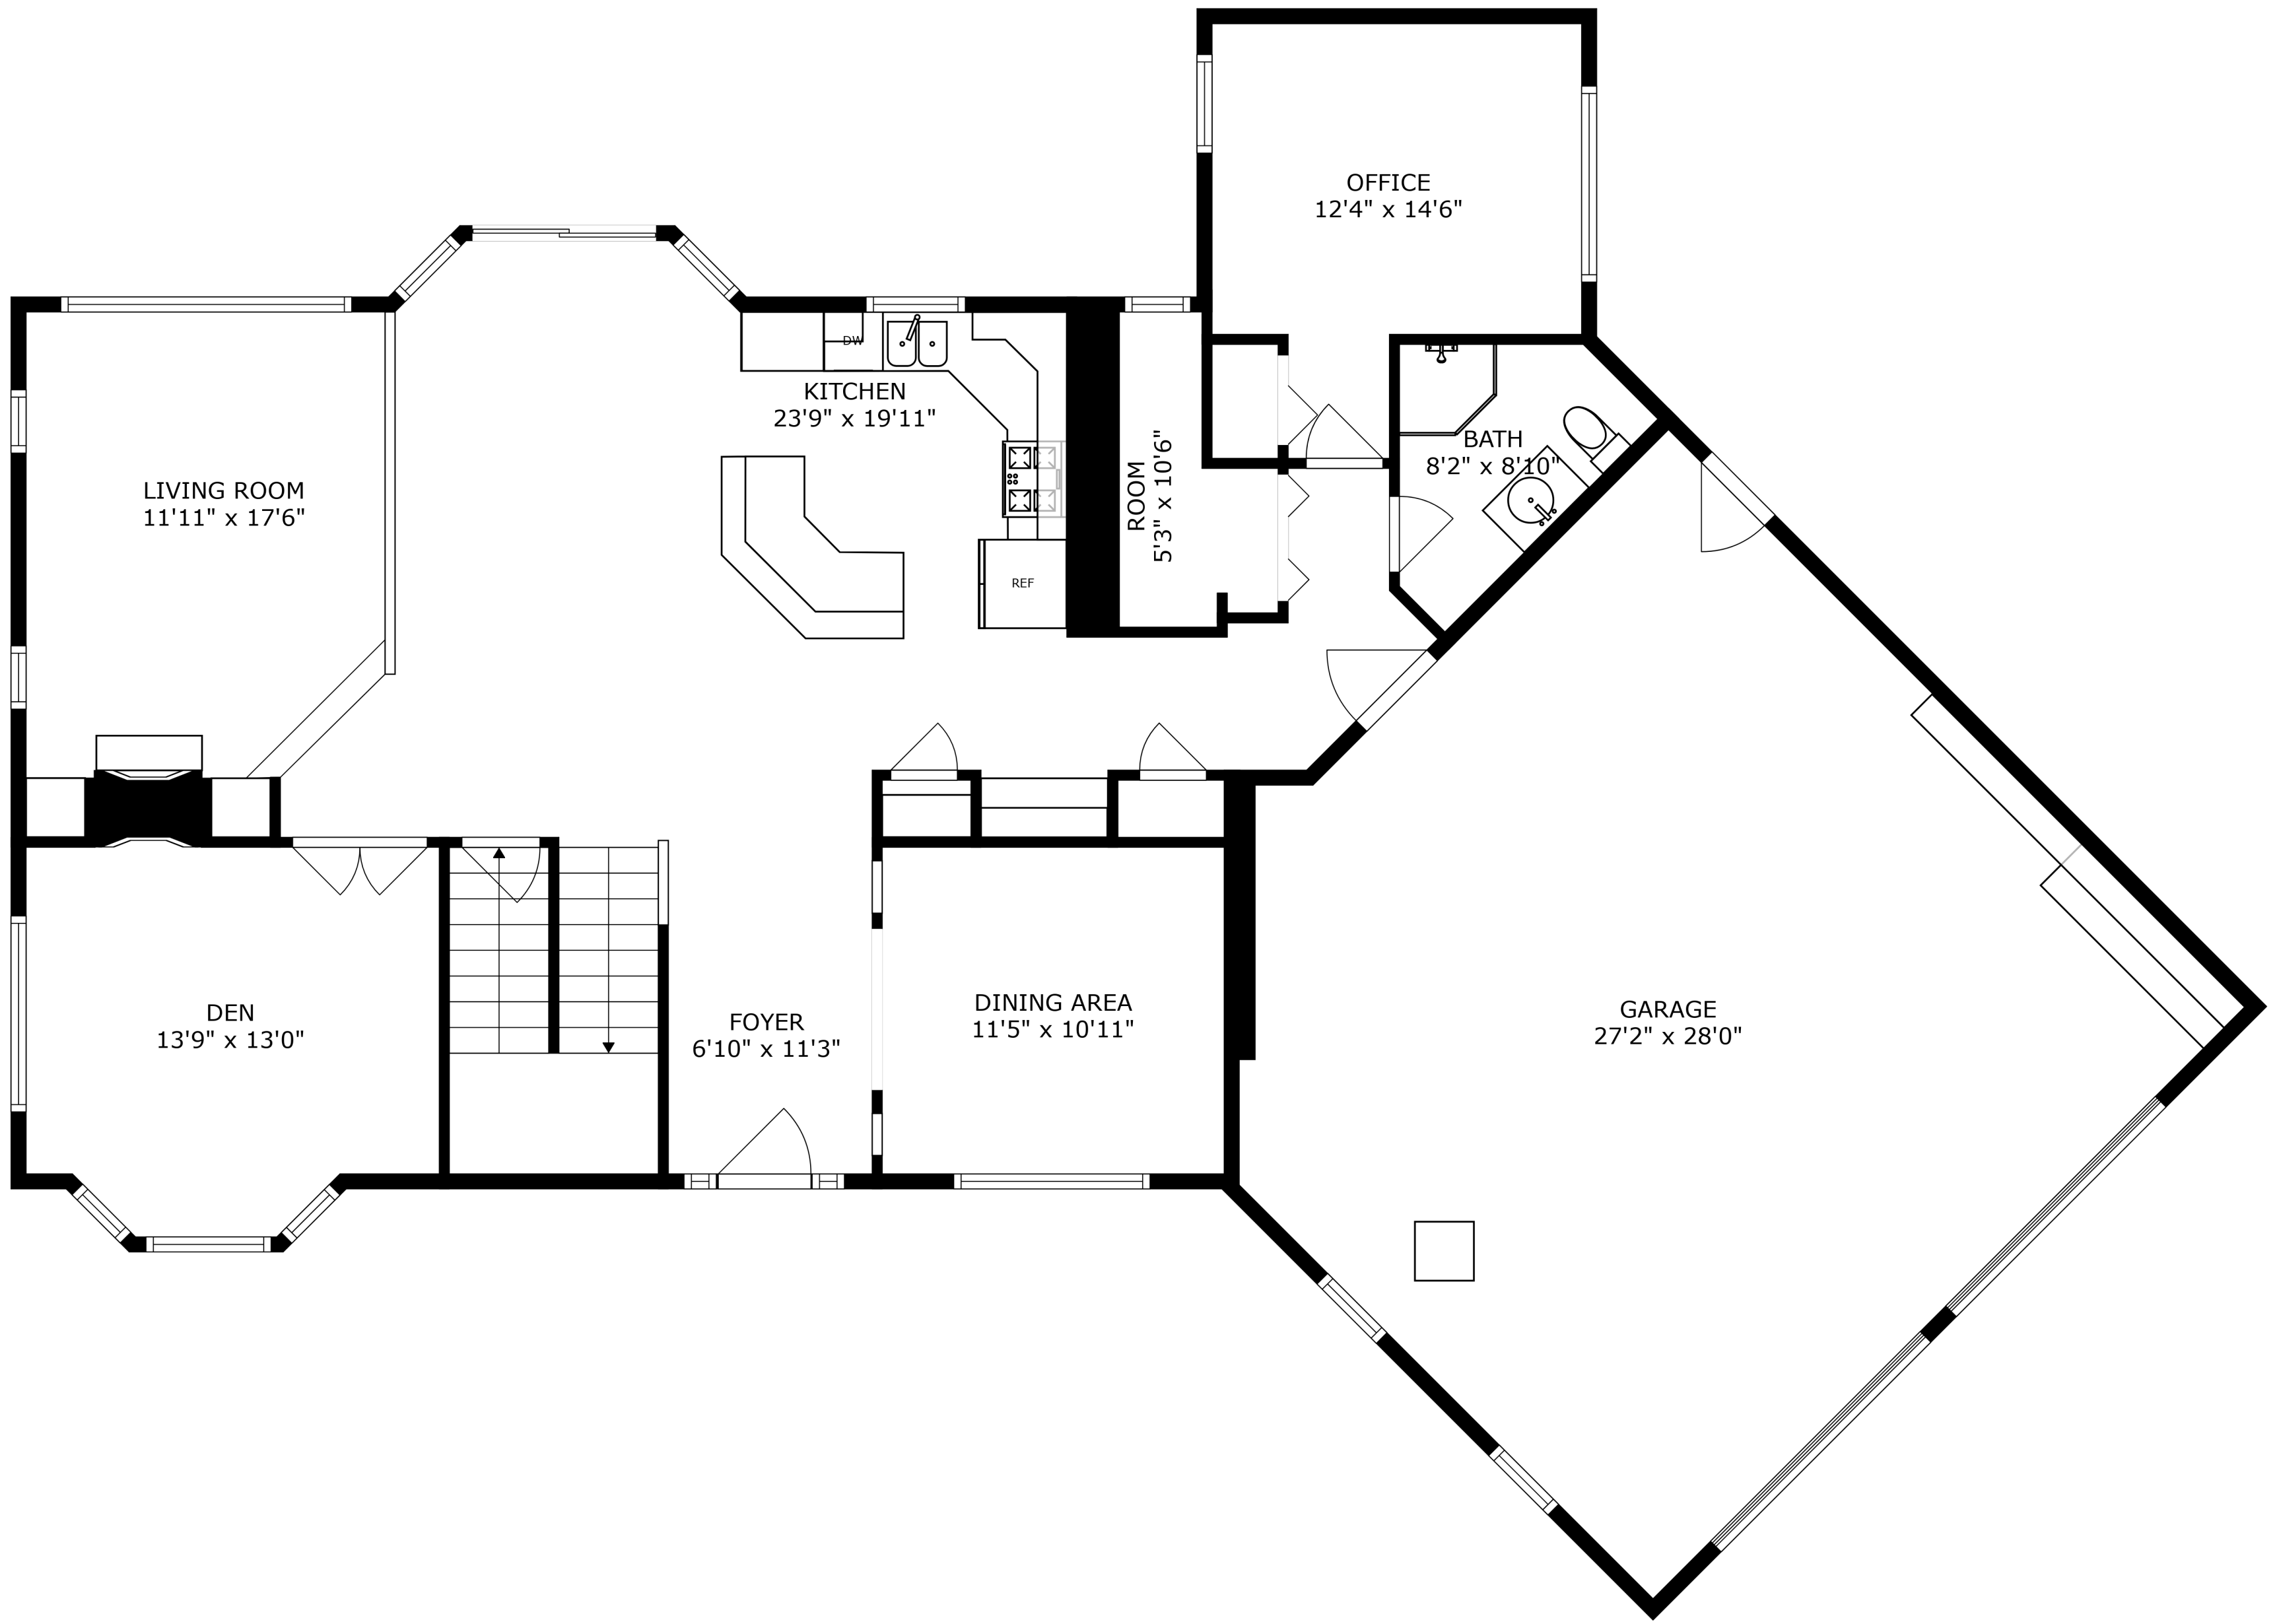 OFFICE
12'4" x 14'6"
DW
KITCHEN
23'9" x 19'11"
BATH
8'2" x 8'10"
ROOM
5'3" x 10'6"
LIVING ROOM
11'11" x 17'6"
REF
DEN
13'9" x 13'0"
FOYER
6'10" x 11'3"
DINING AREA
11'5" x 10'11"
GARAGE
27'2" x 28'0"